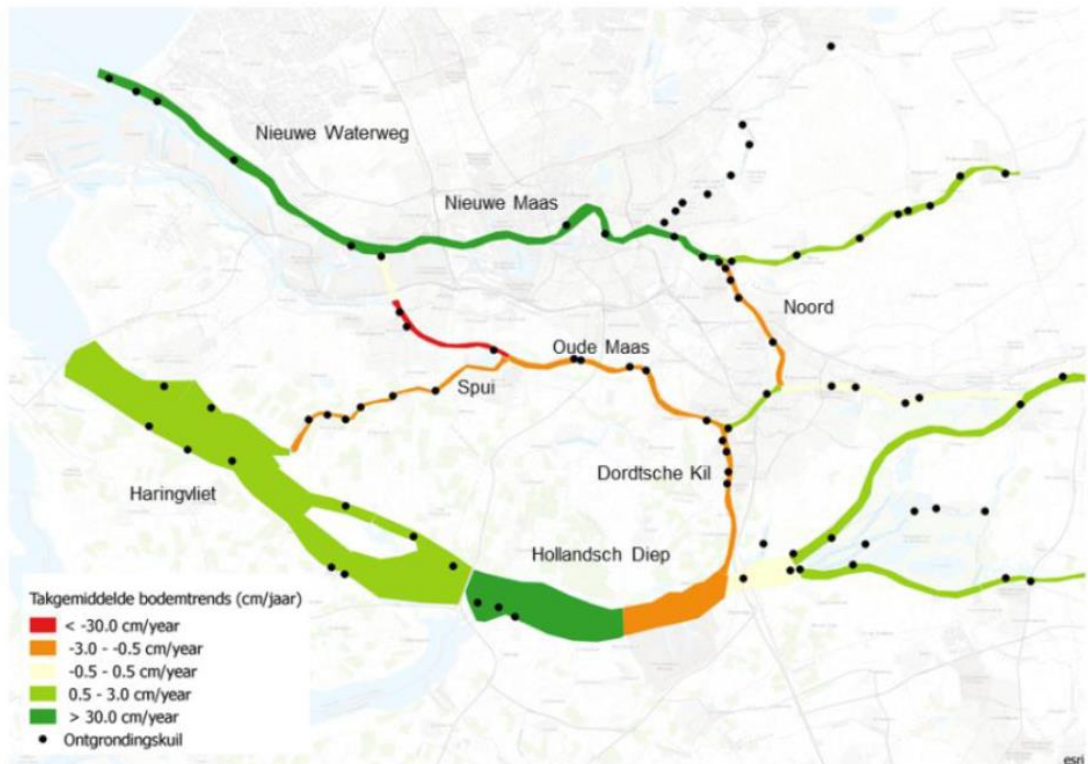 Nieuwe Waterweg
Nieuwe Maas
Noord
Oude Maas
Spui
Dordtsche Kil
Haringvliet
Hollandsch Diep
Takgemiddelde bodemtrends (cm/jaar)
< -30.0 cm/year
-3.0 - -0.5 cm/year
-0.5 - 0.5 cm/year
0.5 - 3.0 cm/year
> 30.0 cm/year
Ontgrondingskuil
esri